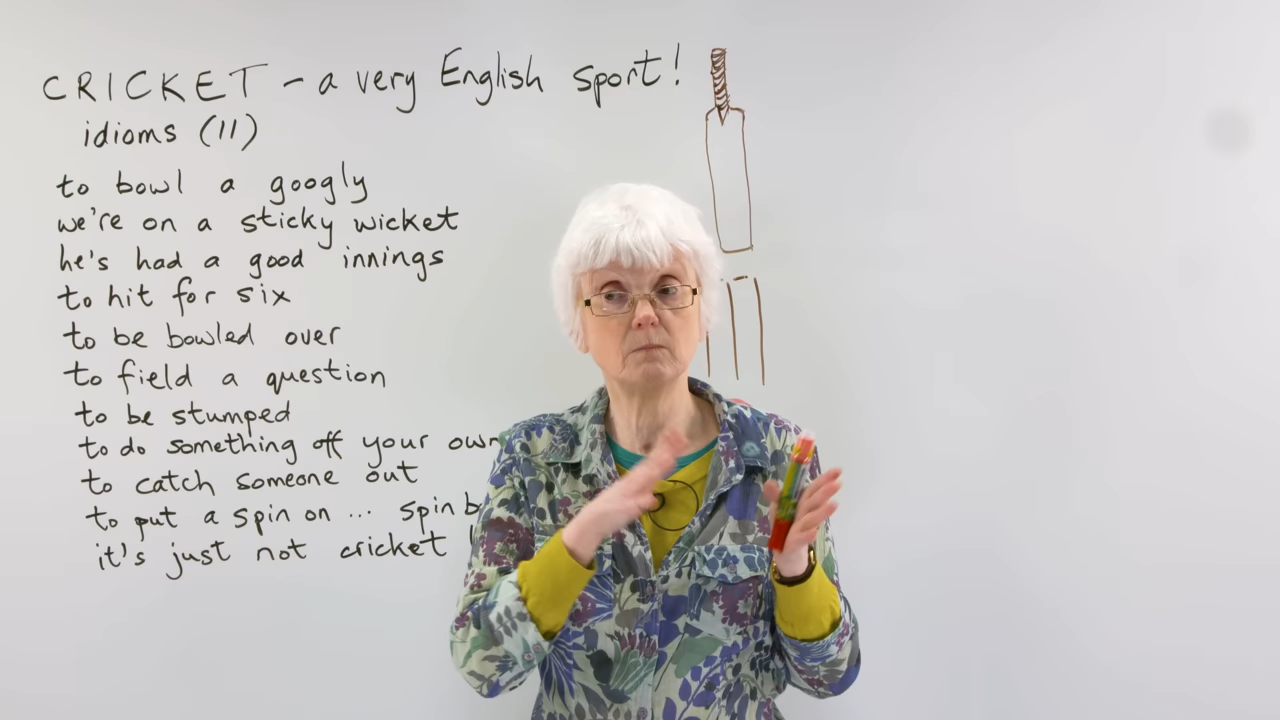 CRICKET - a very English sport!
idioms (11)
to bowl a googly
we're on a sticky wicket
he's had a good innings
to hit for six
to be bowled over
to field a question
to be stumped
to do something off your own
to catch someone out
to put a spin on ... spin
it's just not cricket